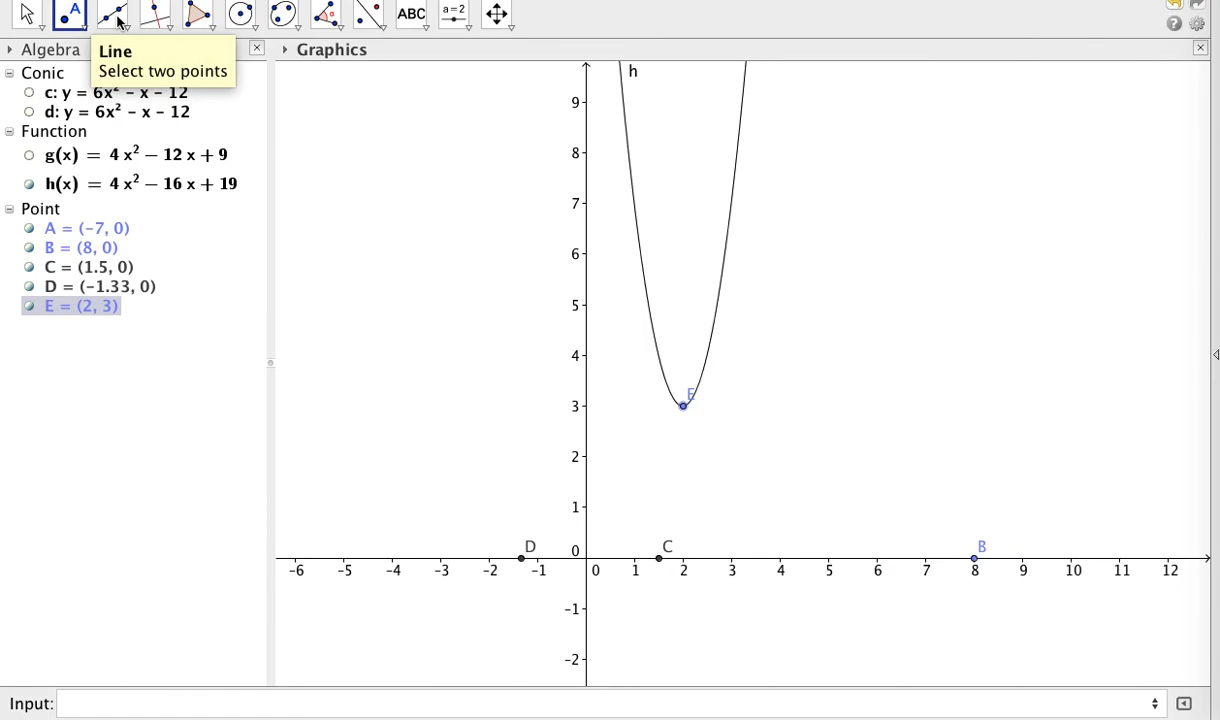 A
ABC
a=2
Line
Select two points
Algebra
Graphics
Conic
c: y = 6x² – x – 12
d: y = 6x² – x – 12
Function
g(x) = 4 x² – 12 x + 9
h(x) = 4 x² – 16 x + 19
Point
A = (-7, 0)
B = (8, 0)
C = (1.5, 0)
D = (-1.33, 0)
E = (2, 3)
h
9
8
7
6
5
4
E
3
2
1
D
C
B
0
-6 -5 -4 -3 -2 -1 0 1 2 3 4 5 6 7 8 9 10 11 12
-1
-2
Input: